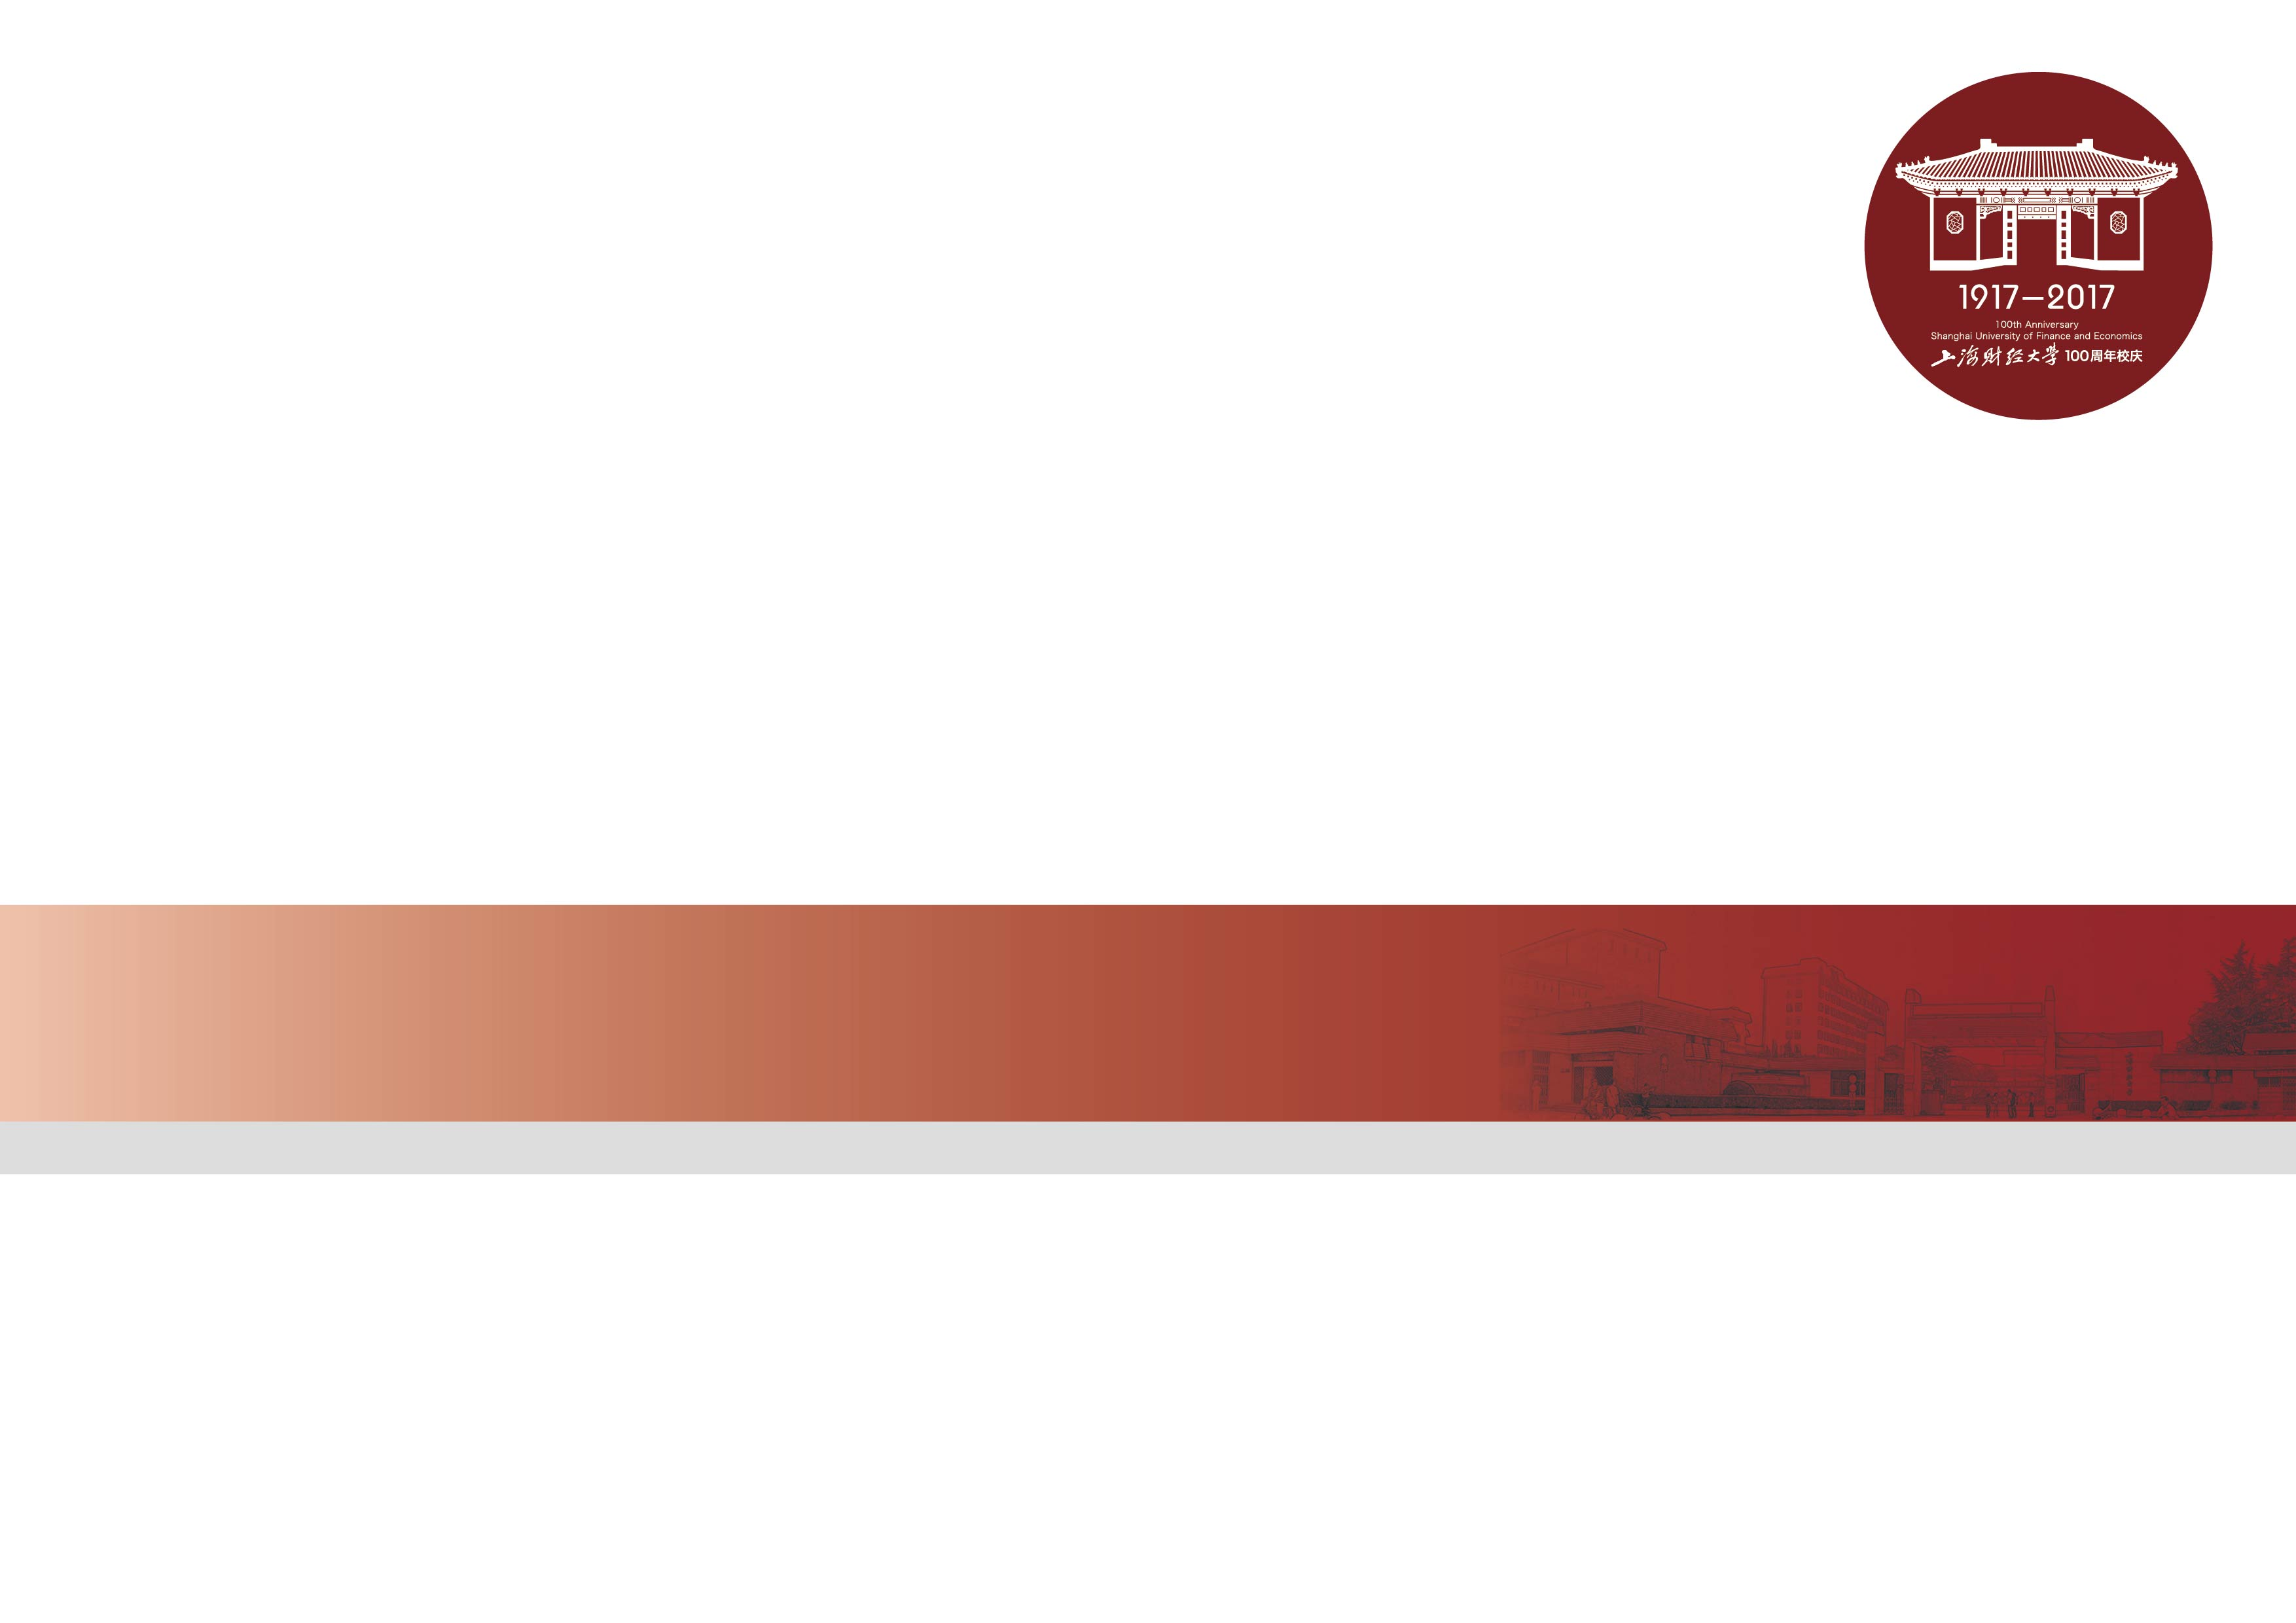 1917—2017
100th Anniversary
Shanghai University of Finance and Economics
上海财经大学 100周年校庆